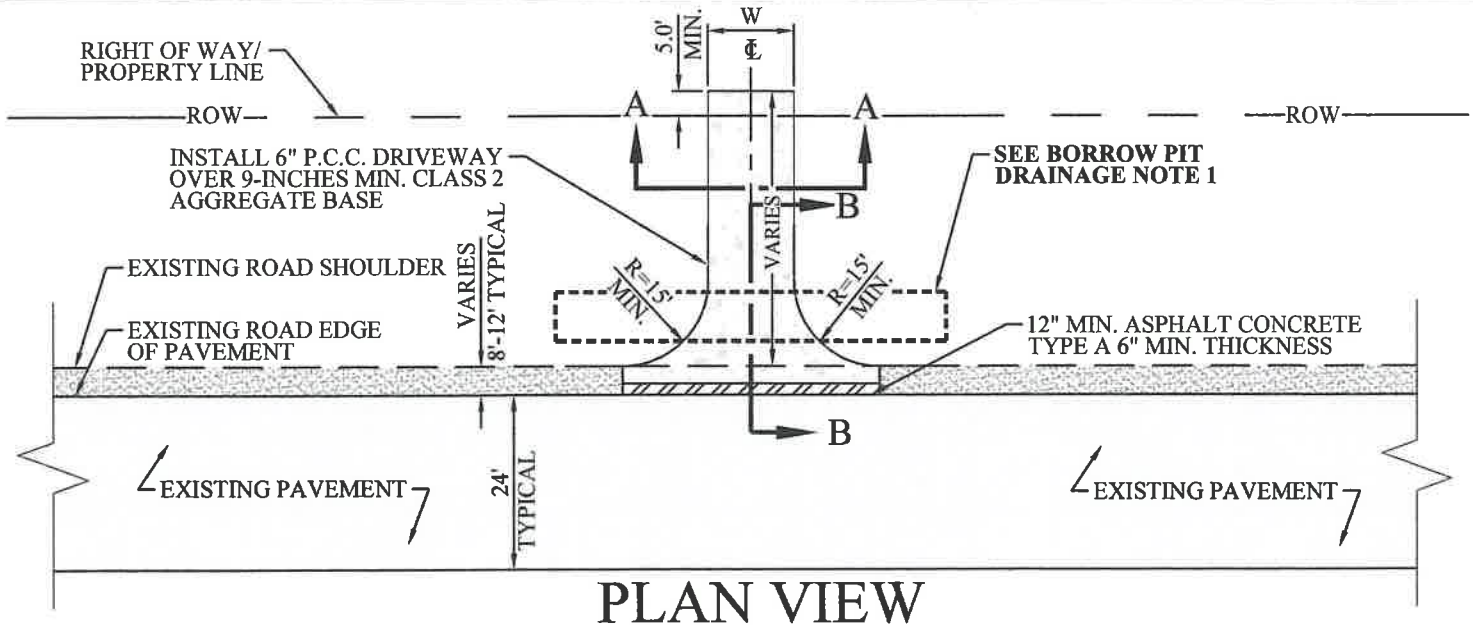 W
℄
5.0'
MIN.
RIGHT OF WAY/
PROPERTY LINE
ROW
A
A
ROW
INSTALL 6" P.C.C. DRIVEWAY
OVER 9-INCHES MIN. CLASS 2
AGGREGATE BASE
SEE BORROW PIT
DRAINAGE NOTE 1
B
VARIES
EXISTING ROAD SHOULDER
VARIES
8'-12' TYPICAL
R=15'
MIN.
R=15'
MIN.
EXISTING ROAD EDGE
OF PAVEMENT
12" MIN. ASPHALT CONCRETE
TYPE A 6" MIN. THICKNESS
B
EXISTING PAVEMENT
24'
TYPICAL
EXISTING PAVEMENT
PLAN VIEW